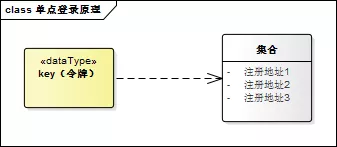 class 单点登录原理
«dataType»
key（令牌）
集合
- 注册地址1
- 注册地址2
- 注册地址3